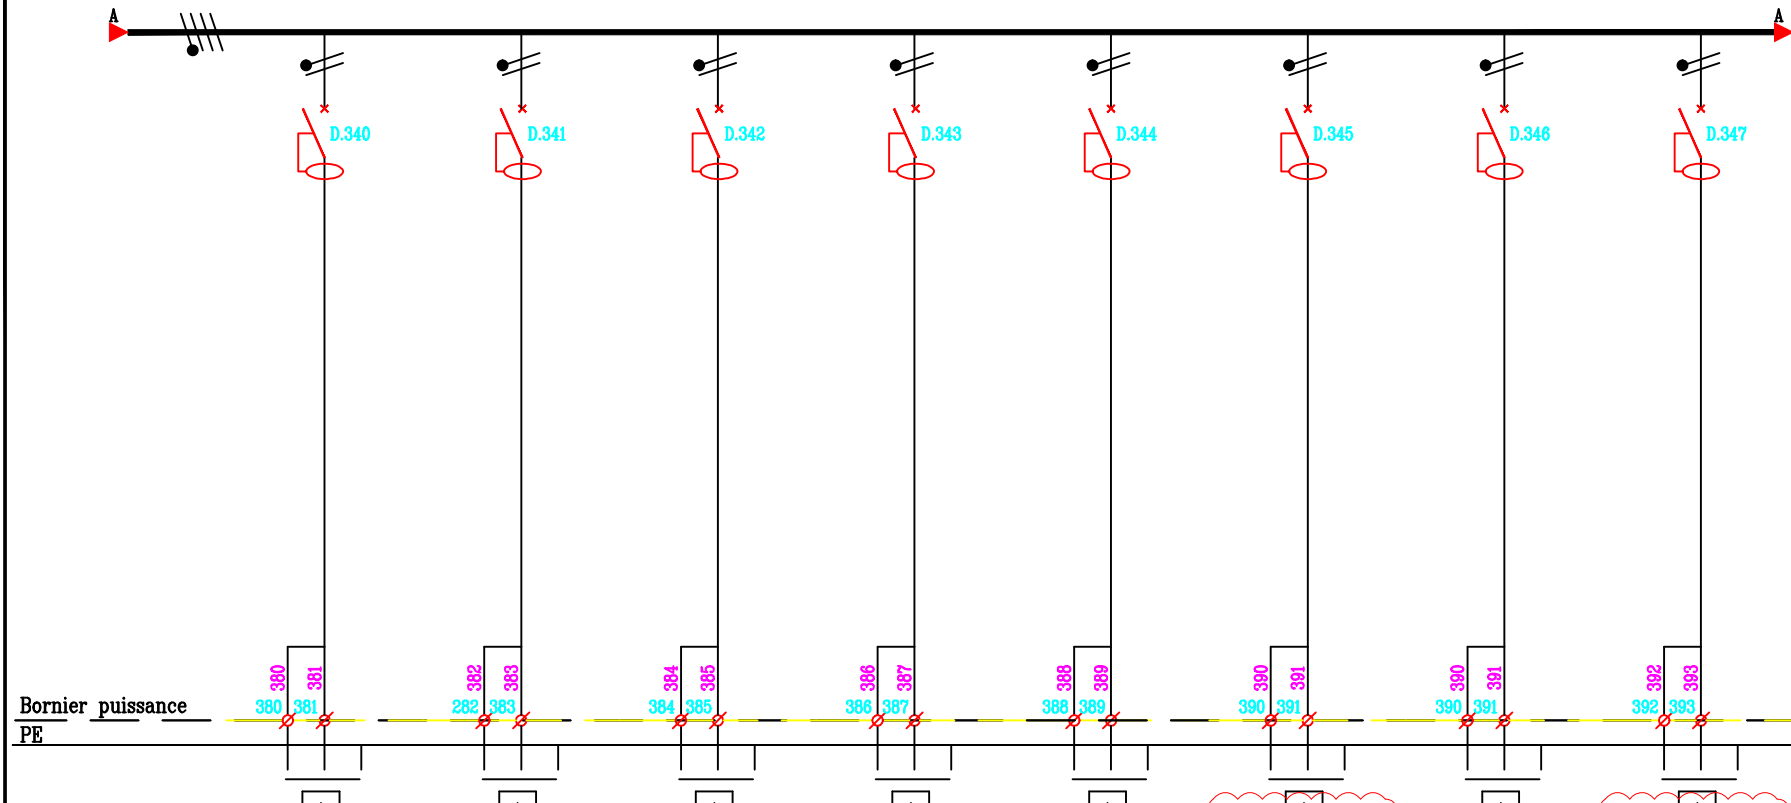 A A
D.340 D.341 D.342 D.343 D.344 D.345 D.346 D.347
380 381 382 383 384 385 386 387 388 389 390 391 390 391 392 393
Bornier puissance 380 381 282 383 384 385 386 387 388 389 390 391 390 391 392 393
PE